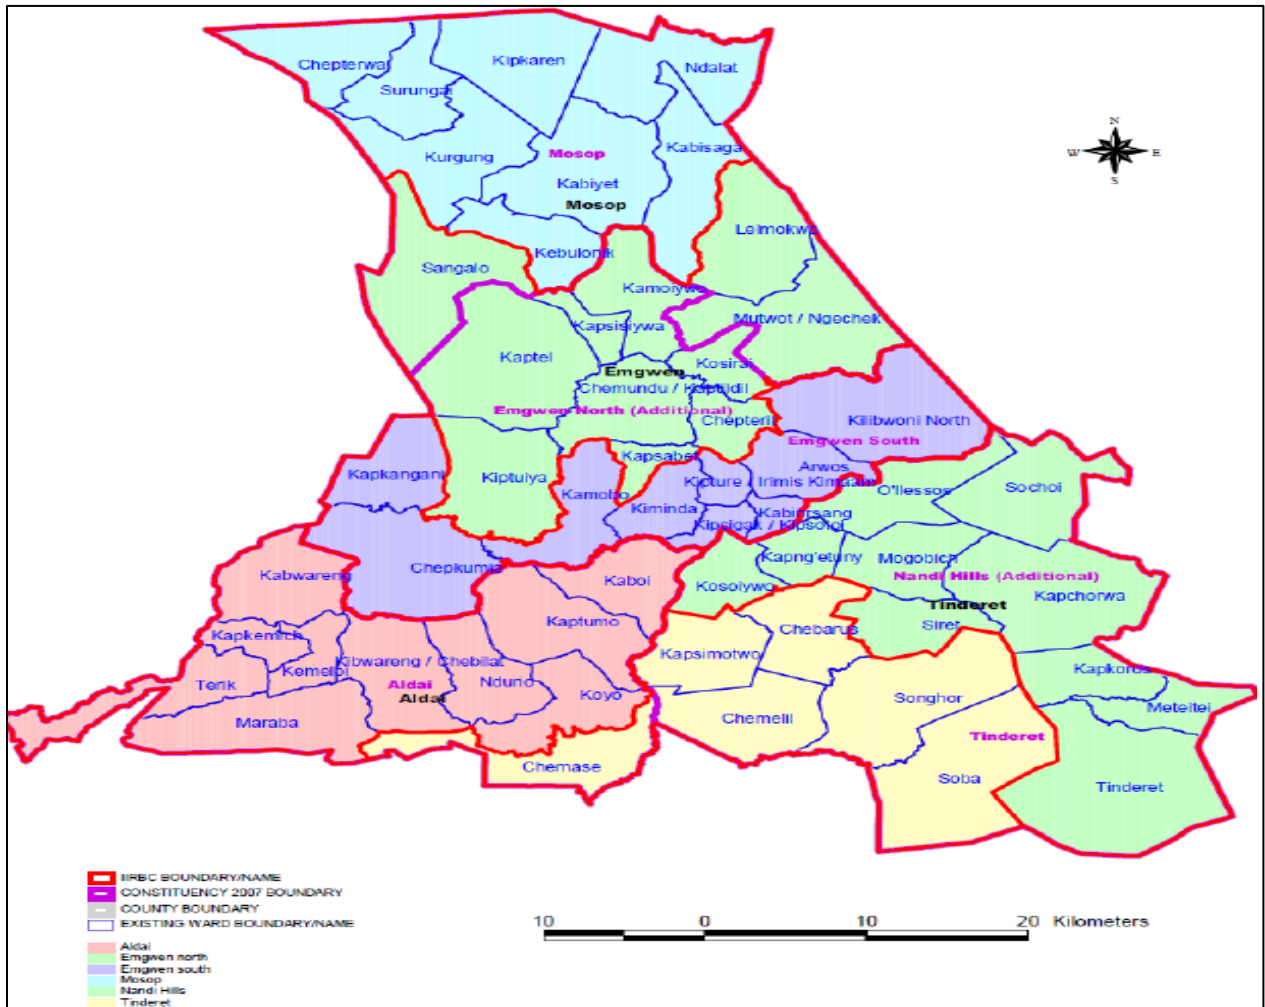 Chepterwa
Kipkaren
Ndalat
Surungai
Kurgung
Mosop
Kabisaga
Kabiyet
Mosop
N
W E
S
Lelmokwa
Kebulonik
Sangalo
Kamoiywa
Kapsisiywa
Mutwot / Ngechek
Kaptel
Kosirai
Emgwen
Chemundu / Kaptildil
Emgwen North (Additional)
Chepterit
Kilibwoni North
Emgwen South
Kapsabet
Kapkangani
Kiptuiya
Kamobo
Kipture / Irimis Kimaam
Arwos
O'llessos
Sochoi
Kiminda
Kabirirsang
Kipsigak / Kipsotoi
Kapng'etuny
Mogobich
Chepkumia
Kabwareng
Kaboi
Kosoiywo
Nandi Hills (Additional)
Kapchorwa
Tinderet
Siret
Kaptumo
Chebarus
Kapkemich
Kapsimotwo
Kibwareng / Chebilat
Kemeloi
Terik
Aldai
Aldai
Nduno
Koyo
Songhor
Kapkoros
Meteitei
Maraba
Chemelil
Tinderet
Chemase
Soba
Tinderet
IIRBC BOUNDARY/NAME
CONSTITUENCY 2007 BOUNDARY
COUNTY BOUNDARY
EXISTING WARD BOUNDARY/NAME
10 0 10 20 Kilometers
Aldai
Emgwen north
Emgwen south
Mosop
Nandi Hills
Tinderet